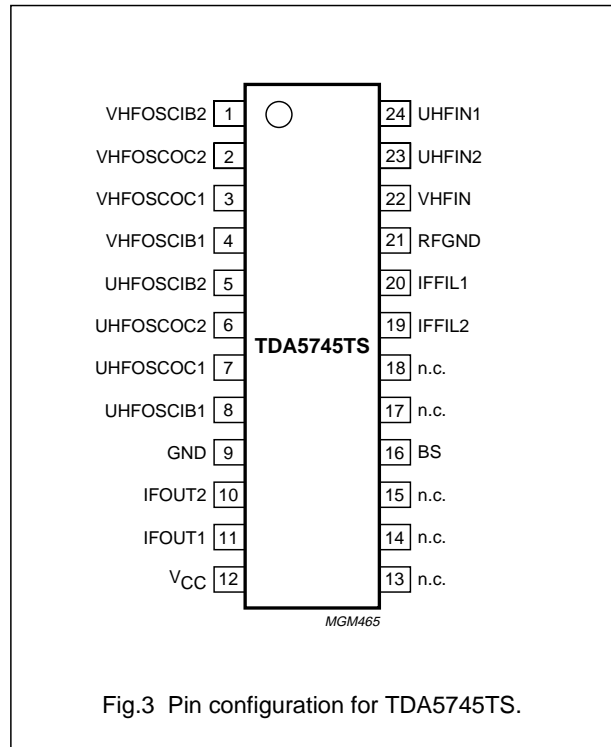 VHFOSCIB2 1 24 UHFIN1
VHFOSCOC2 2 23 UHFIN2
VHFOSCOC1 3 22 VHFIN
VHFOSCIB1 4 21 RFGND
UHFOSCIB2 5 20 IFFIL1
UHFOSCOC2 6 19 IFFIL2
TDA5745TS
UHFOSCOC1 7 18 n.c.
UHFOSCIB1 8 17 n.c.
GND 9 16 BS
IFOUT2 10 15 n.c.
IFOUT1 11 14 n.c.
VCC 12 13 n.c.
MGM465
Fig.3 Pin configuration for TDA5745TS.